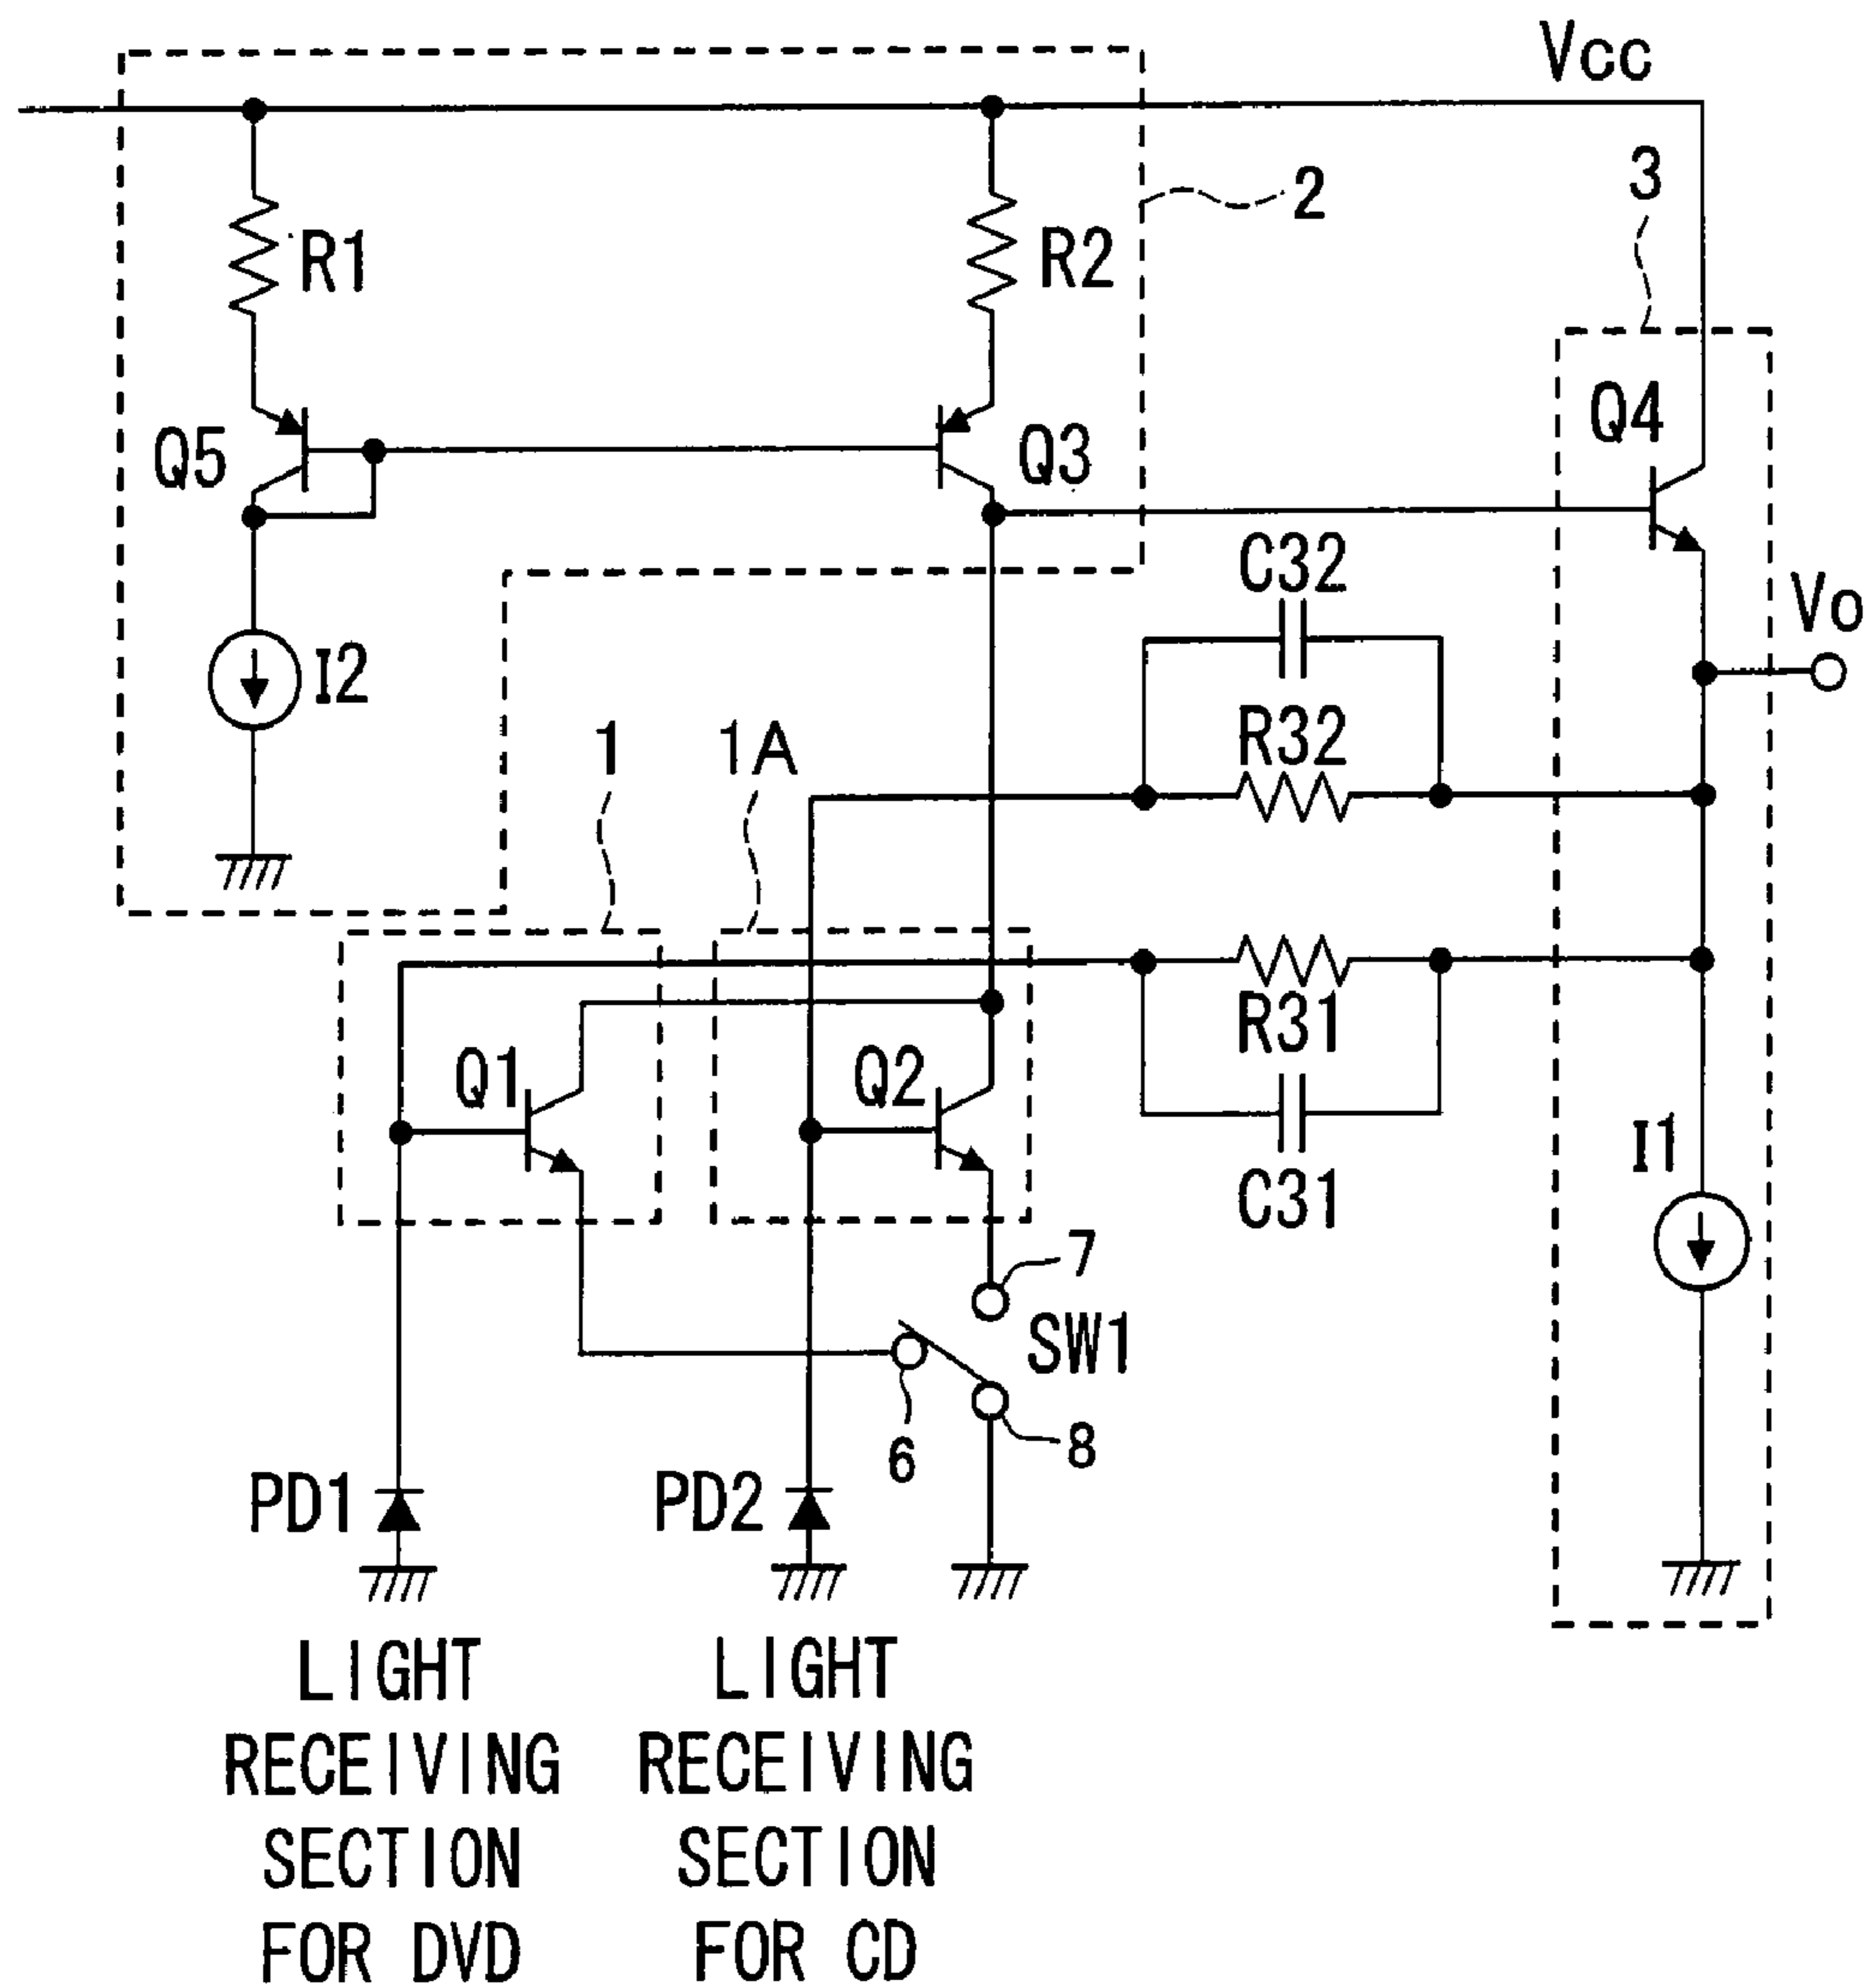 Vcc
3
2
R1
R2
Q4
Q5
Q3
C32
Vo
I2
R32
1
1A
R31
Q1
Q2
I1
C31
7
SW1
6
8
PD1
PD2
LIGHT
RECEIVING
SECTION
FOR DVD
LIGHT
RECEIVING
SECTION
FOR CD